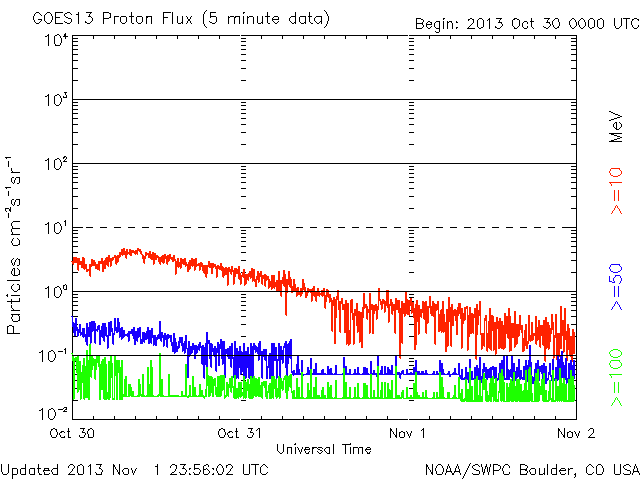 GOES13 Proton Flux (5 minute data)
Begin: 2013 Oct 30 0000 UTC
10⁴
10³
10²
10¹
10⁰
10⁻¹
10⁻²
Particles cm⁻²s⁻¹sr⁻¹
>=10
>=50
>=100
MeV
Oct 30
Oct 31
Nov 1
Nov 2
Universal Time
Updated 2013 Nov 1 23:56:02 UTC
NOAA/SWPC Boulder, CO USA